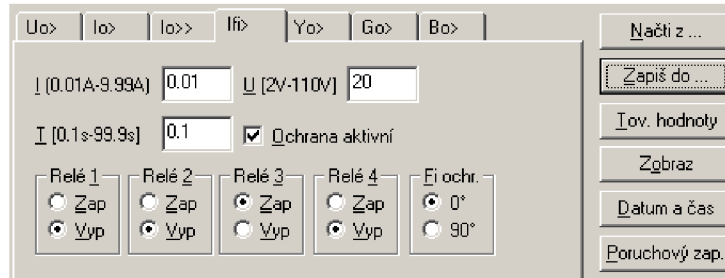 Uo> Io> Io>> Ifi> Yo> Go> Bo>
I (0.01A-9.99A) 0.01 U [2V-110V] 20
T [0.1s-99.9s] 0.1 Ochrana aktivní
Relé 1 Relé 2 Relé 3 Relé 4 Fi ochr.
Zap Zap Zap Zap 0°
Vyp Vyp Vyp Vyp 90°
Načti z ...
Zapiš do ...
Tov. hodnoty
Zobraz
Datum a čas
Poruchový zap.